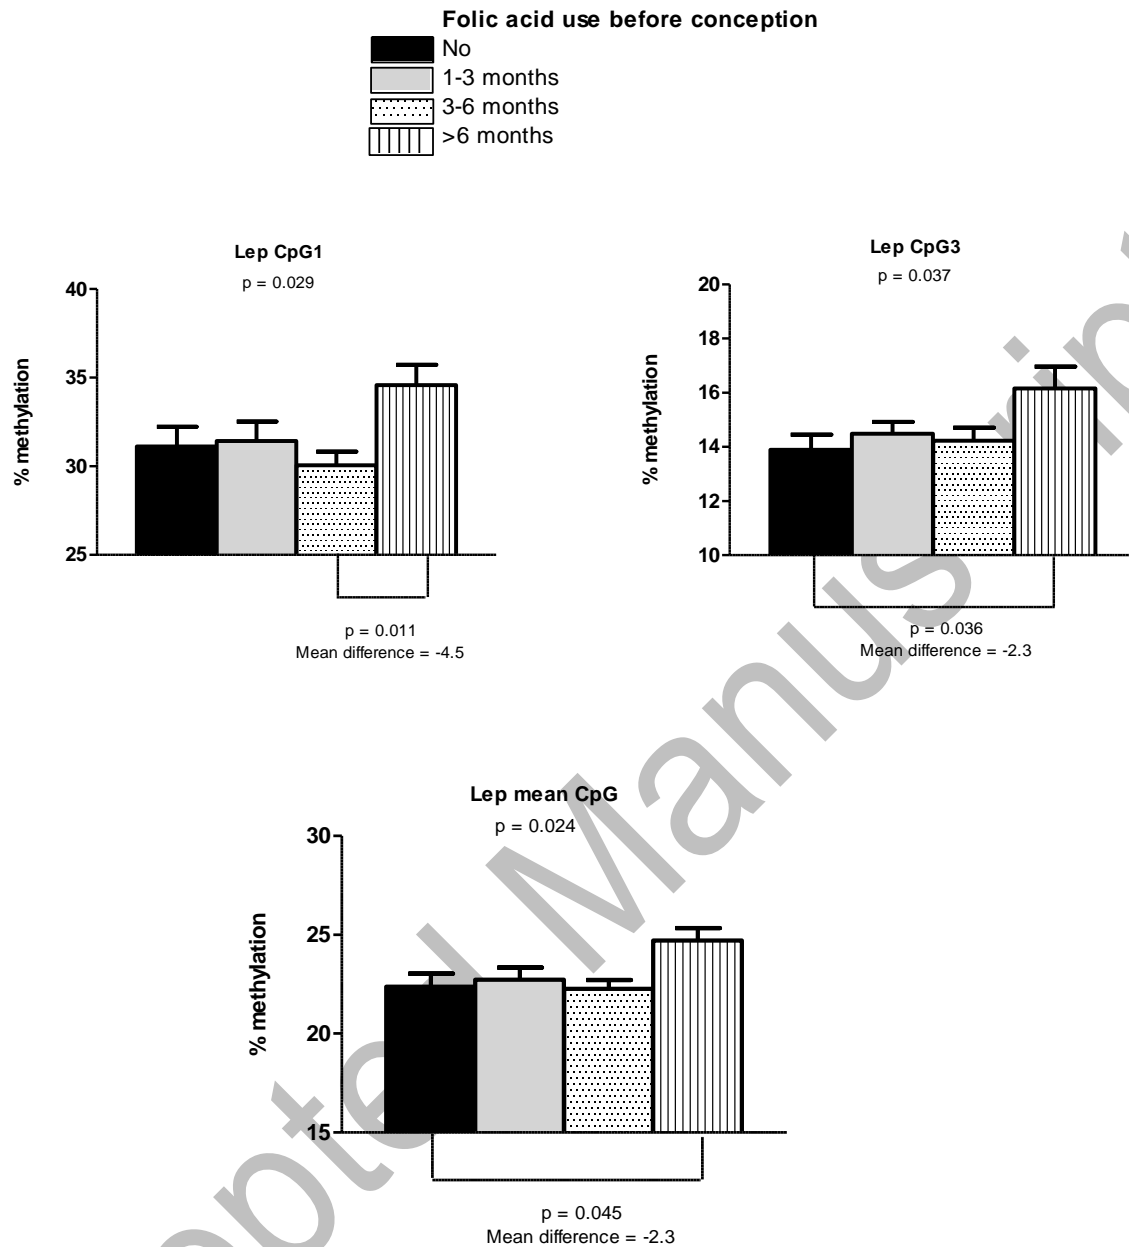 Folic acid use before conception
No
1-3 months
3-6 months
>6 months
Lep CpG1
p = 0.029
40
35
30
25
% methylation
p = 0.011
Mean difference = -4.5
Lep CpG3
p = 0.037
20
18
16
14
12
10
% methylation
p = 0.036
Mean difference = -2.3
Lep mean CpG
p = 0.024
30
25
20
15
% methylation
p = 0.045
Mean difference = -2.3
Manus